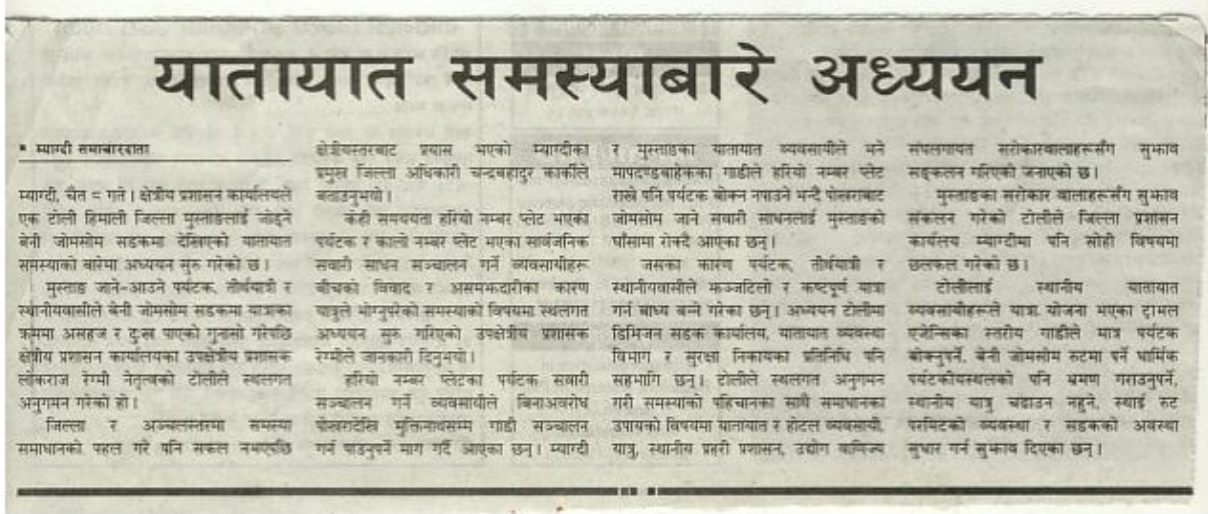 यातायात समस्याबारे अध्ययन
* म्याग्दी समाचारदाता
म्याग्दी, चैत ८ गते । क्षेत्रीय प्रशासन कार्यालयले
एक टोली हिमाली जिल्ला मुस्ताङलाई जोड्ने
बेनी जोमसोम सडकमा देखिएको यातायात
समस्याको बारेमा अध्ययन सुरु गरेको छ ।
मुस्ताङ जाने-आउने पर्यटक, तीर्थयात्री र
स्थानीयवासीले बेनी जोमसोम सडकमा यात्राका
क्रममा असहज र दुःख पाएको गुनासो गरेपछि
क्षेत्रीय प्रशासन कार्यालयका उपक्षेत्रीय प्रशासक
लोकराज रेग्मी नेतृत्वको टोलीले स्थलगत
अनुगमन गरेको हो ।
जिल्ला र अञ्चलस्तरमा समस्या
समाधानको पहल गरे पनि सफल नभएपछि
क्षेत्रीयस्तरबाट प्रयास भएको म्याग्दीका
प्रमुख जिल्ला अधिकारी चन्द्रबहादुर कार्कीले
बताउनुभयो ।
केही समययता हरियो नम्बर प्लेट भएका
पर्यटक र कालो नम्बर प्लेट भएका सार्वजनिक
सवारी साधन सञ्चालन गर्ने व्यवसायीहरू
बीचको विवाद र असमझदारीका कारण
यात्रुले भोग्नुपरेको समस्याको विषयमा स्थलगत
अध्ययन सुरु गरिएको उपक्षेत्रीय प्रशासक
रेग्मीले जानकारी दिनुभयो ।
हरियो नम्बर प्लेटका पर्यटक सवारी
सञ्चालन गर्ने व्यवसायीले बिनाअवरोध
पोखरादेखि मुक्तिनाथसम्म गाडी सञ्चालन
गर्न पाउनुपर्ने माग गर्दै आएका छन् । म्याग्दी
र मुस्ताङका यातायात व्यवसायीले भने
मापदण्डबाहेकका गाडीले हरियो नम्बर प्लेट
राखे पनि पर्यटक बोक्न नपाउने भन्दै पोखराबाट
जोमसोम जाने सवारी साधनलाई मुस्ताङको
घाँसामा रोक्दै आएका छन् ।
जसका कारण पर्यटक, तीर्थयात्री र
स्थानीयवासीले झन्जटिलो र कष्टपूर्ण यात्रा
गर्न बाध्य बन्ने गरेका छन् । अध्ययन टोलीमा
डिभिजन सडक कार्यालय, यातायात व्यवस्था
विभाग र सुरक्षा निकायका प्रतिनिधि पनि
सहभागि छन् । टोलीले स्थलगत अनुगमन
गरी समस्याको पहिचानका साथै समाधानका
उपायको विषयमा यातायात र होटल व्यवसायी,
यात्रु, स्थानीय प्रहरी प्रशासन, उद्योग वाणिज्य
संघलगायत सरोकारवालाहरूसँग सुझाव
सङ्कलन गरिएको जनाएको छ ।
मुस्ताङका सरोकार वालाहरूसँग सुझाव
संकलन गरेको टोलीले जिल्ला प्रशासन
कार्यलय म्याग्दीमा पनि सोही विषयमा
छलफल गरेको छ ।
टोलीलाई स्थानीय यातायात
व्यवसायीहरूले यात्रा योजना भएका ट्राभल
एजेन्सिका स्तरीय गाडीले मात्र पर्यटक
बोक्नुपर्ने, बेनी जोमसोम रुटमा पर्ने धार्मिक
पर्यटकीयस्थलको पनि भ्रमण गराउनुपर्ने,
स्थानीय यात्रु चढाउन नहुने, स्थाई रुट
परमिटको व्यवस्था र सडकको अवस्था
सुधार गर्न सुझाव दिएका छन् ।